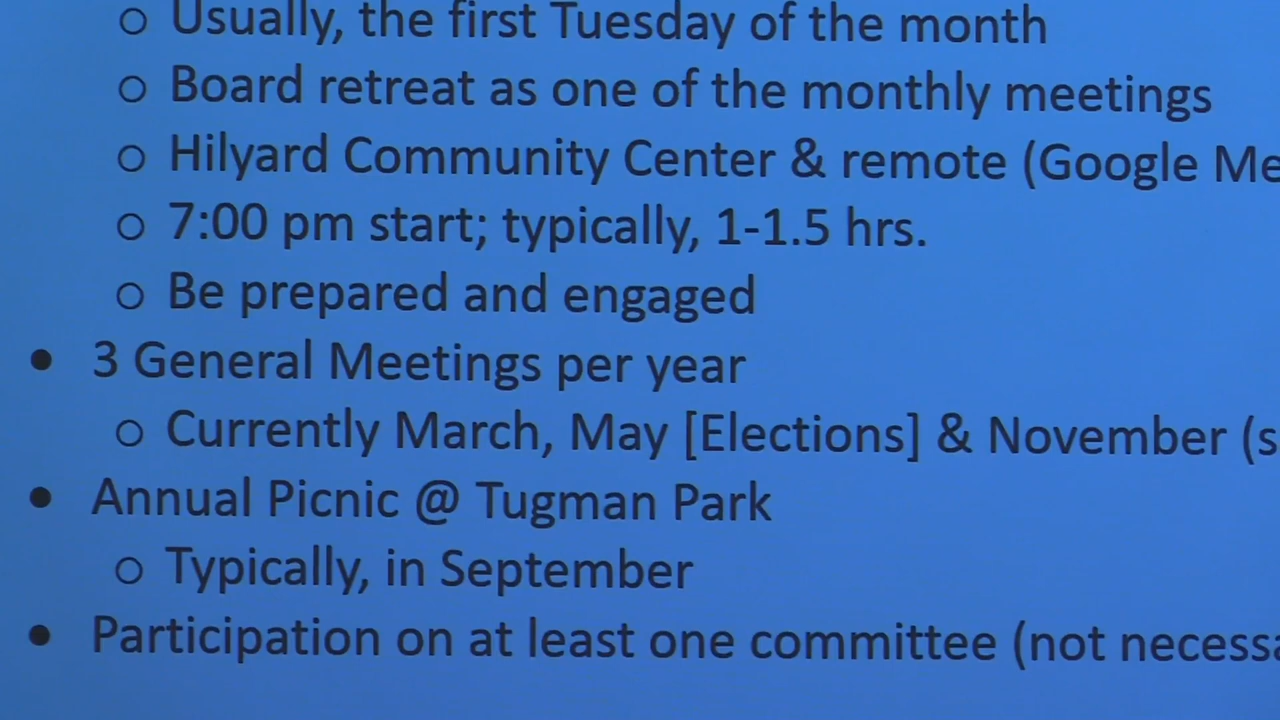 ○ Usually, the first Tuesday of the month
○ Board retreat as one of the monthly meetings
○ Hilyard Community Center & remote (Google
○ 7:00 pm start; typically, 1-1.5 hrs.
○ Be prepared and engaged
● 3 General Meetings per year
○ Currently March, May [Elections] & November
● Annual Picnic @ Tugman Park
○ Typically, in September
● Participation on at least one committee (not